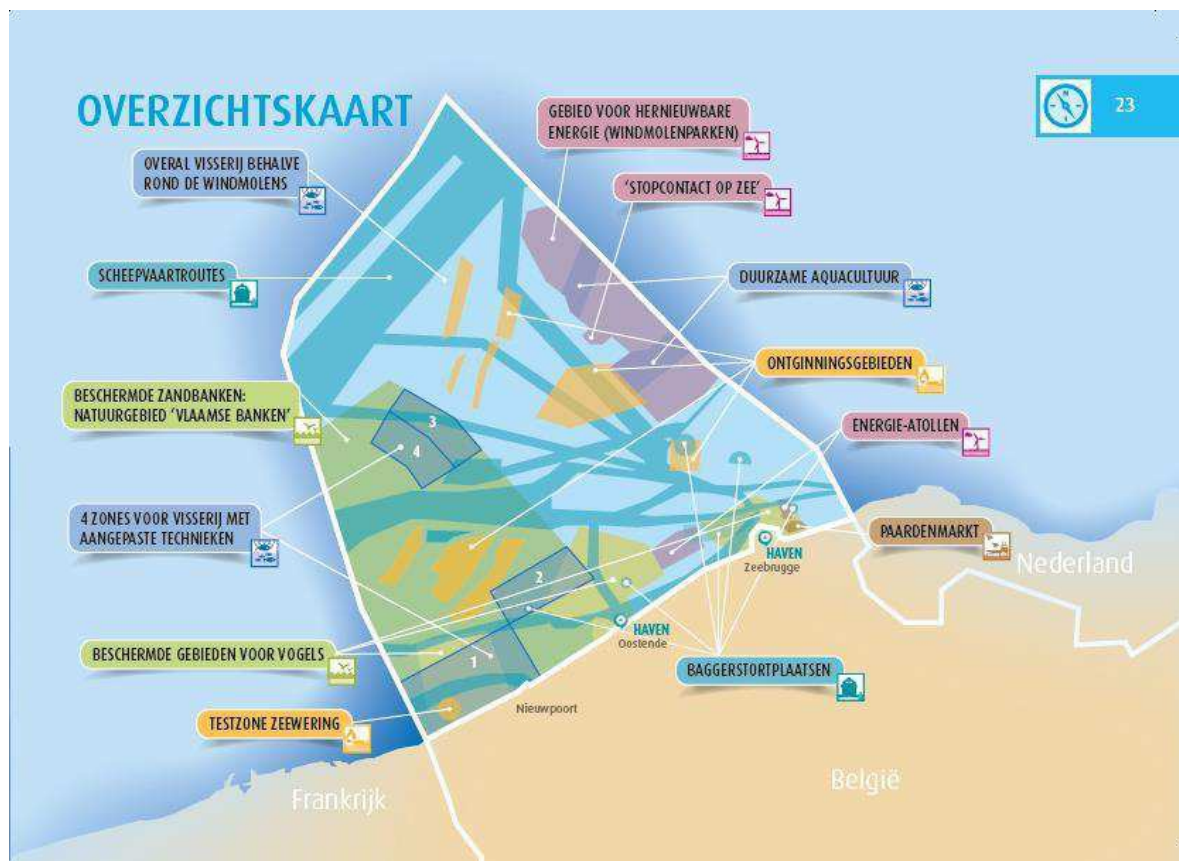 OVERZICHTSKAART
23
GEBIED VOOR HERNIEUWBARE
ENERGIE (WINDMOLENPARKEN)
OVERAL VISSERIJ BEHALVE
ROND DE WINDMOLENS
'STOPCONTACT OP ZEE'
SCHEEPVAARTROUTES
DUURZAME AQUACULTUUR
ONTGINNINGSGEBIEDEN
BESCHERMDE ZANDBANKEN:
NATUURGEBIED 'VLAAMSE BANKEN'
3
4
ENERGIE-ATOLLEN
4 ZONES VOOR VISSERIJ MET
AANGEPASTE TECHNIEKEN
PAARDENMARKT
HAVEN
Zeebrugge
Nederland
2
HAVEN
Oostende
BESCHERMDE GEBIEDEN VOOR VOGELS
1
BAGGERSTORTPLAATSEN
Nieuwpoort
TESTZONE ZEEWERING
België
Frankrijk